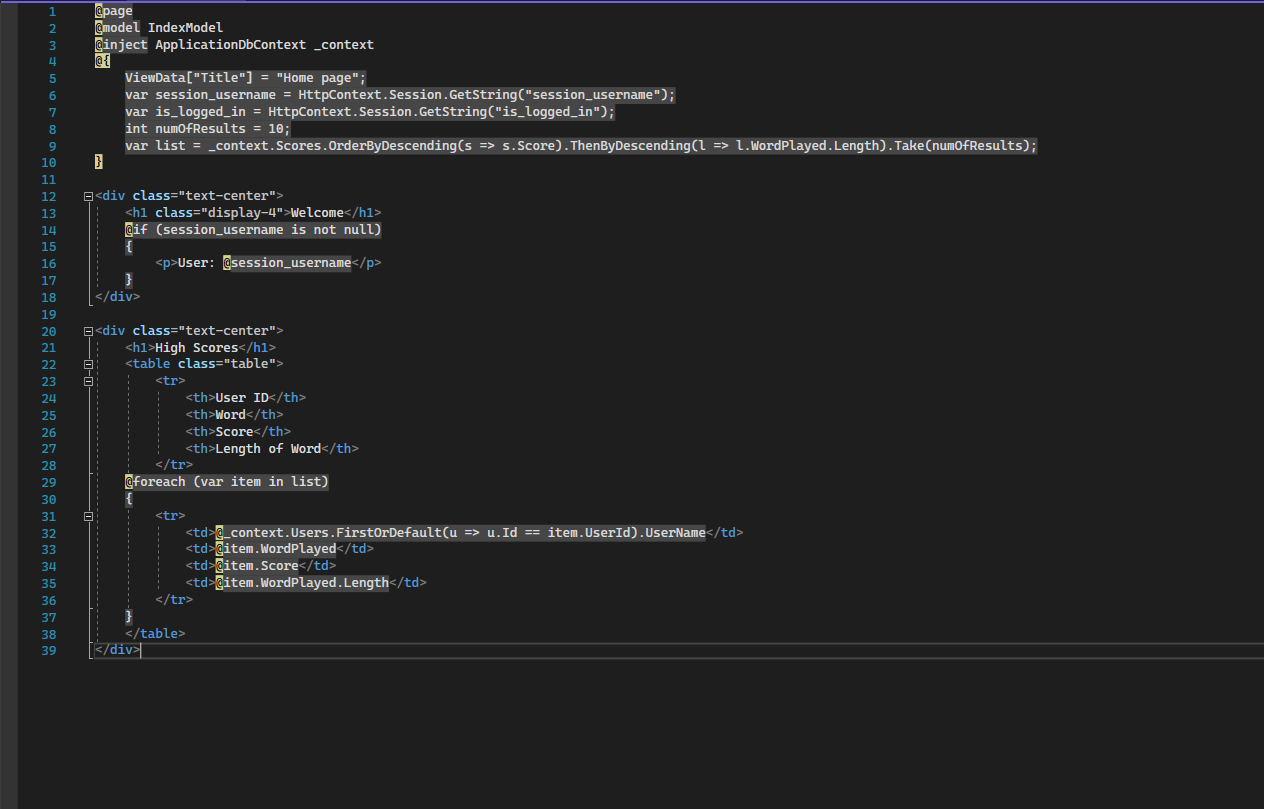 1 @page
2 @model IndexModel
3 @inject ApplicationDbContext _context
4 @{
5 ViewData["Title"] = "Home page";
6 var session_username = HttpContext.Session.GetString("session_username");
7 var is_logged_in = HttpContext.Session.GetString("is_logged_in");
8 int numOfResults = 10;
9 var list = _context.Scores.OrderByDescending(s => s.Score).ThenByDescending(l => l.WordPlayed.Length).Take(numOfResults);
10 }
11
12 <div class="text-center">
13 <h1 class="display-4">Welcome</h1>
14 @if (session_username is not null)
15 {
16 <p>User: @session_username</p>
17 }
18 </div>
19
20 <div class="text-center">
21 <h1>High Scores</h1>
22 <table class="table">
23 <tr>
24 <th>User ID</th>
25 <th>Word</th>
26 <th>Score</th>
27 <th>Length of Word</th>
28 </tr>
29 @foreach (var item in list)
30 {
31 <tr>
32 <td>@_context.Users.FirstOrDefault(u => u.Id == item.UserId).UserName</td>
33 <td>@item.WordPlayed</td>
34 <td>@item.Score</td>
35 <td>@item.WordPlayed.Length</td>
36 </tr>
37 }
38 </table>
39 </div>